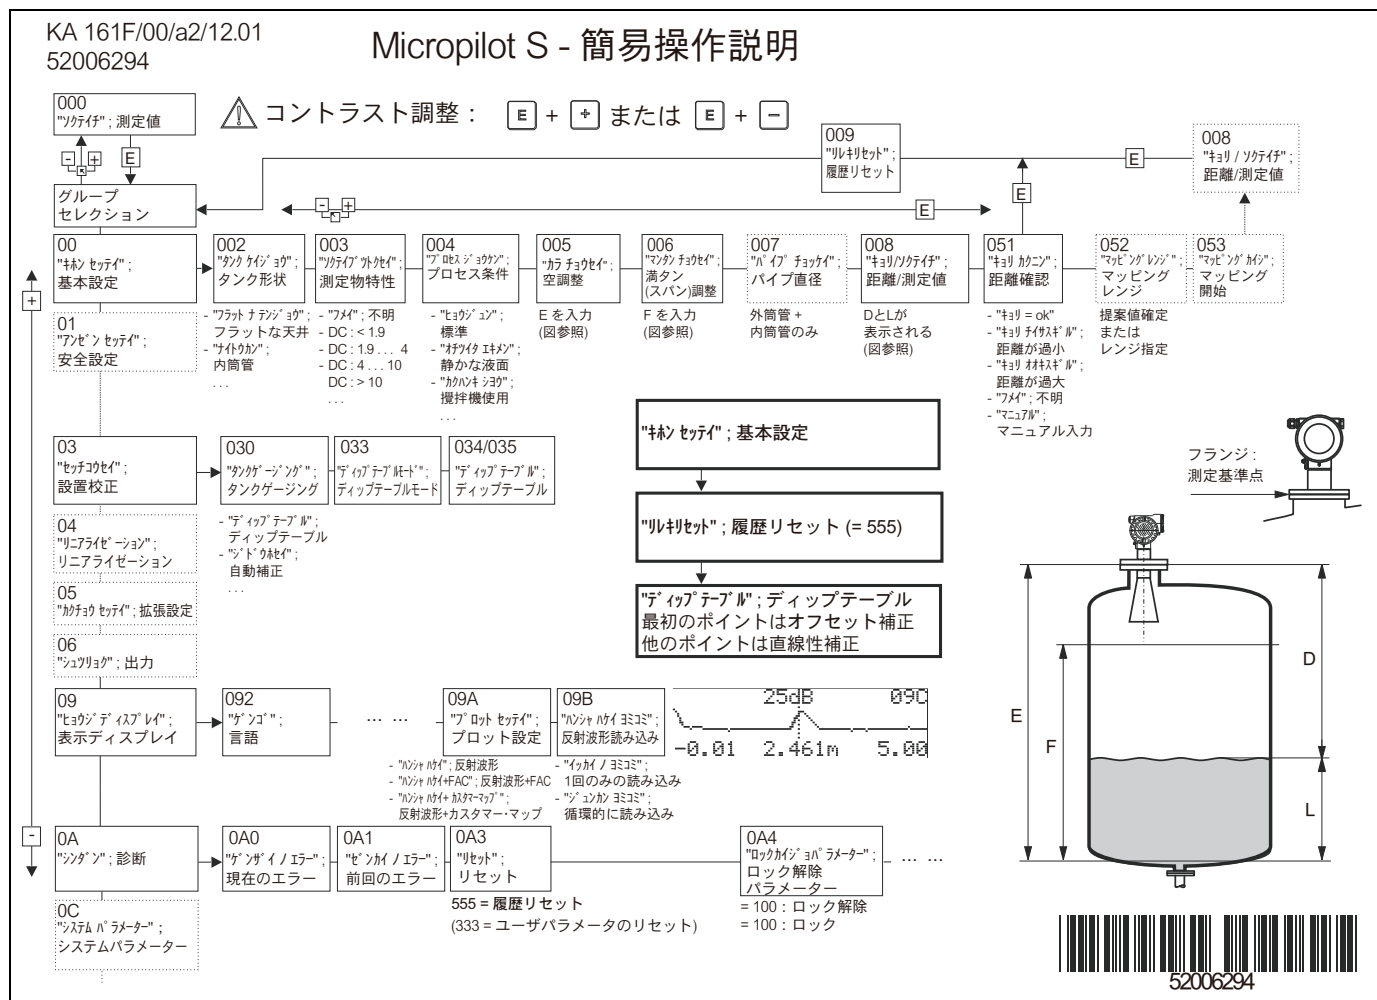 KA 161F/00/a2/12.01
52006294
Micropilot S - 簡易操作説明
000
"ｿｸﾃｲﾁ" ; 測定値
コントラスト調整 : E + + または E + −
- +
E
009
"ﾘﾚｷﾘｾｯﾄ" ;
履歴リセット
E
008
"ｷｮﾘ / ｿｸﾃｲﾁ" ;
距離/測定値
グループ
セレクション
- +
E
E
00
"ｷﾎﾝ ｾｯﾃｲ" ;
基本設定
002
"ﾀﾝｸ ｹｲｼﾞｮｳ" ;
タンク形状
003
"ｿｸﾃｲﾌﾞﾂﾄｸｾｲ" ;
測定物特性
004
"ﾌﾟﾛｾｽ ｼﾞｮｳｹﾝ" ;
プロセス条件
005
"ｶﾗ ﾁｮｳｾｲ" ;
空調整
006
"ﾏﾝﾀﾝ ﾁｮｳｾｲ" ;
満タン
(スパン)調整
007
"ﾊﾟｲﾌﾟ ﾁｮｯｹｲ" ;
パイプ直径
008
"ｷｮﾘ/ｿｸﾃｲﾁ" ;
距離/測定値
051
"ｷｮﾘ ｶｸﾆﾝ" ;
距離確認
052
"ﾏｯﾋﾟﾝｸﾞ ﾚﾝｼﾞ" ;
マッピング
レンジ
053
"ﾏｯﾋﾟﾝｸﾞ ｶｲｼ" ;
マッピング
開始
+
- "ﾌﾗｯﾄ ﾅ ﾃﾝｼﾞｮｳ" ;
フラットな天井
- "ﾅｲﾄｳｶﾝ" ;
内筒管
...
- "ﾌﾒｲ" ; 不明
- DC : < 1.9
- DC : 1.9 ... 4
- DC : 4 ... 10
DC : > 10
...
- "ﾋｮｳｼﾞｭﾝ" ;
標準
- "ｵﾁﾂｲﾀ ｴｷﾒﾝ" ;
静かな液面
- "ｶｸﾊﾝｷ ｼﾖｳ" ;
攪拌機使用
...
E を入力
(図参照)
F を入力
(図参照)
外筒管 +
内筒管のみ
DとLが
表示される
(図参照)
- "ｷｮﾘ = ok"
- "ｷｮﾘ ﾁｲｻｽｷﾞﾙ" ;
距離が過小
- "ｷｮﾘ ｵｵｷｽｷﾞﾙ" ;
距離が過大
- "ﾌﾒｲ" ; 不明
- "ﾏﾆｭｱﾙ" ;
マニュアル入力
提案値確定
または
レンジ指定
01
"ｱﾝｾﾞﾝ ｾｯﾃｲ" ;
安全設定
"ｷﾎﾝ ｾｯﾃｲ" ; 基本設定
"ﾘﾚｷﾘｾｯﾄ" ; 履歴リセット (= 555)
"ﾃﾞｨｯﾌﾟﾃｰﾌﾞﾙ" ; ディップテーブル
最初のポイントはオフセット補正
他のポイントは直線性補正
フランジ :
測定基準点
03
"ｾｯﾁｺｳｾｲ" ;
設置校正
030
"ﾀﾝｸｹﾞｰｼﾞﾝｸﾞ" ;
タンクゲージング
033
"ﾃﾞｨｯﾌﾟﾃｰﾌﾞﾙﾓｰﾄﾞ" ;
ディップテーブルモード
034/035
"ﾃﾞｨｯﾌﾟﾃｰﾌﾞﾙ" ;
ディップテーブル
- "ﾃﾞｨｯﾌﾟﾃｰﾌﾞﾙ" ;
ディップテーブル
- "ｼﾞﾄﾞｳﾎｾｲ" ;
自動補正
...
04
"ﾘﾆｱﾗｲｾﾞｰｼｮﾝ" ;
リニアライゼーション
05
"ｶｸﾁｮｳ ｾｯﾃｲ" ; 拡張設定
06
"ｼｭﾂﾘｮｸ" ; 出力
09
"ﾋｮｳｼﾞ ﾃﾞｨｽﾌﾟﾚｲ" ;
表示ディスプレイ
092
"ｹﾞﾝｺﾞ" ;
言語
... ...
09A
"ﾌﾟﾛｯﾄ ｾｯﾃｲ" ;
プロット設定
09B
"ﾊﾝｼｬ ﾊｹｲ ﾖﾐｺﾐ" ;
反射波形読み込み
25dB 09C
-0.01 2.461m 5.00
- "ﾊﾝｼｬ ﾊｹｲ" ; 反射波形
- "ﾊﾝｼｬ ﾊｹｲ+FAC" ; 反射波形+FAC
- "ﾊﾝｼｬ ﾊｹｲ+ ｶｽﾀﾏｰﾏｯﾌﾟ" ;
反射波形+カスタマー・マップ
- "ｲｯｶｲ ﾉ ﾖﾐｺﾐ" ;
1回のみの読み込み
- "ｼﾞｭﾝｶﾝ ﾖﾐｺﾐ" ;
循環的に読み込み
E
F
D
L
-
0A
"ｼﾝﾀﾞﾝ" ; 診断
0A0
"ｹﾞﾝｻﾞｲ ﾉ ｴﾗｰ" ;
現在のエラー
0A1
"ｾﾞﾝｶｲ ﾉ ｴﾗｰ" ;
前回のエラー
0A3
"ﾘｾｯﾄ" ;
リセット
0A4
"ﾛｯｸｶｲｼﾞｮﾊﾟﾗﾒｰﾀｰ" ;
ロック解除
パラメーター
... ...
555 = 履歴リセット
(333 = ユーザパラメータのリセット)
= 100 : ロック解除
= 100 : ロック
0C
"ｼｽﾃﾑ ﾊﾟﾗﾒｰﾀｰ" ;
システムパラメーター
52006294